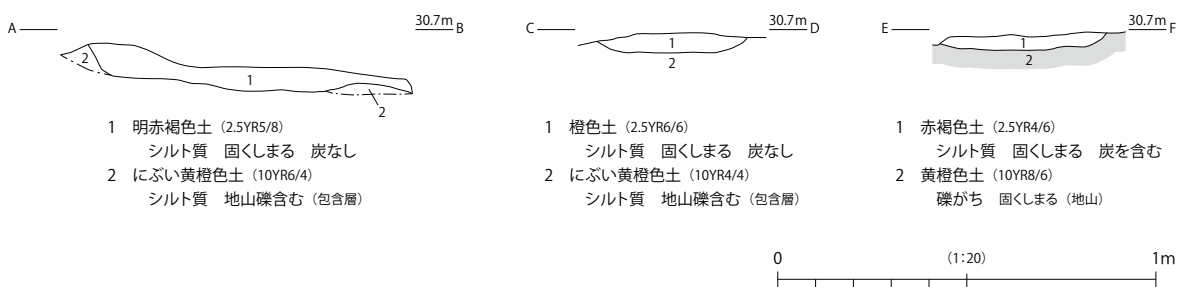 A 30.7m B
2
1
2
1 明赤褐色土（2.5YR5/8）
シルト質 固くしまる 炭なし
2 にぶい黄橙色土（10YR6/4）
シルト質 地山礫含む（包含層）
C 30.7m D
1
2
1 橙色土（2.5YR6/6）
シルト質 固くしまる 炭なし
2 にぶい黄橙色土（10YR4/4）
シルト質 地山礫含む（包含層）
E 30.7m F
1
2
1 赤褐色土（2.5YR4/6）
シルト質 固くしまる 炭を含む
2 黄橙色土（10YR8/6）
礫がち 固くしまる（地山）
0 （1:20） 1m